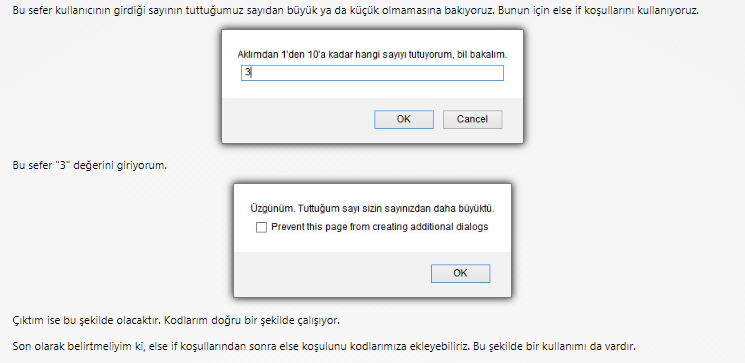 Bu sefer kullanıcının girdiği sayının tuttuğumuz sayıdan büyük ya da küçük olmamasına bakıyoruz. Bunun için else if koşullarını kullanıyoruz.
Aklımdan 1'den 10'a kadar hangi sayıyı tutuyorum, bil bakalım.
3
OK Cancel
Bu sefer "3" değerini giriyorum.
Üzgünüm. Tuttuğum sayı sizin sayınızdan daha büyüktü.
Prevent this page from creating additional dialogs
OK
Çıktım ise bu şekilde olacaktır. Kodlarım doğru bir şekilde çalışıyor.
Son olarak belirtmeliyim ki, else if koşullarından sonra else koşulunu kodlarımıza ekleyebiliriz. Bu şekilde bir kullanımı da vardır.